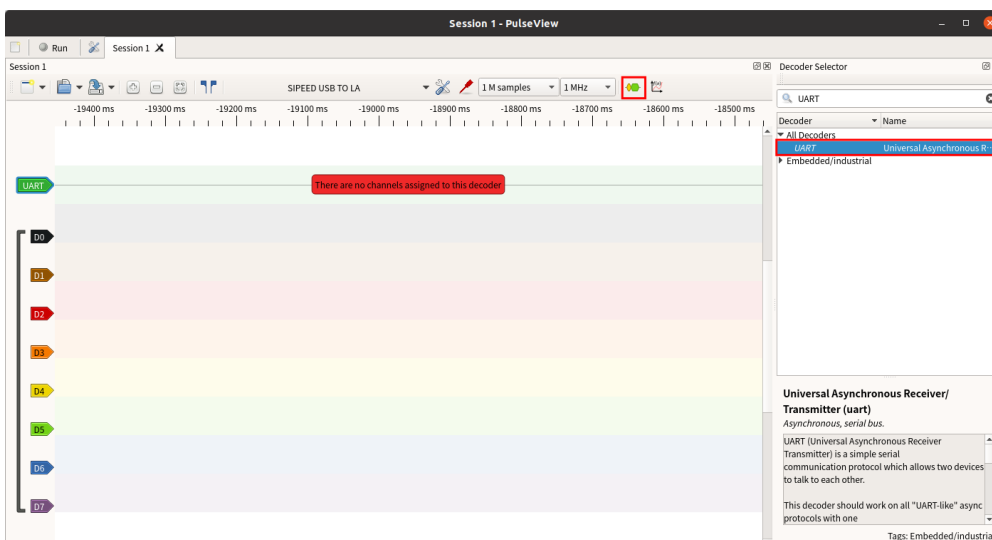 Session 1 - PulseView
Run
Session 1
Session 1
Decoder Selector
SIPEED USB TO LA
1 M samples
1 MHz
UART
-19400 ms -19300 ms -19200 ms -19100 ms -19000 ms -18900 ms -18800 ms -18700 ms -18600 ms -18500 ms
Decoder Name
All Decoders
UART Universal Asynchronous R...
Embedded/industrial
UART
There are no channels assigned to this decoder
D0
D1
D2
D3
D4
D5
D6
D7
Universal Asynchronous Receiver/
Transmitter (uart)
Asynchronous, serial bus.
UART (Universal Asynchronous Receiver
Transmitter) is a simple serial
communication protocol which allows two devices
to talk to each other.
This decoder should work on all "UART-like" async
protocols with one
Tags: Embedded/industria